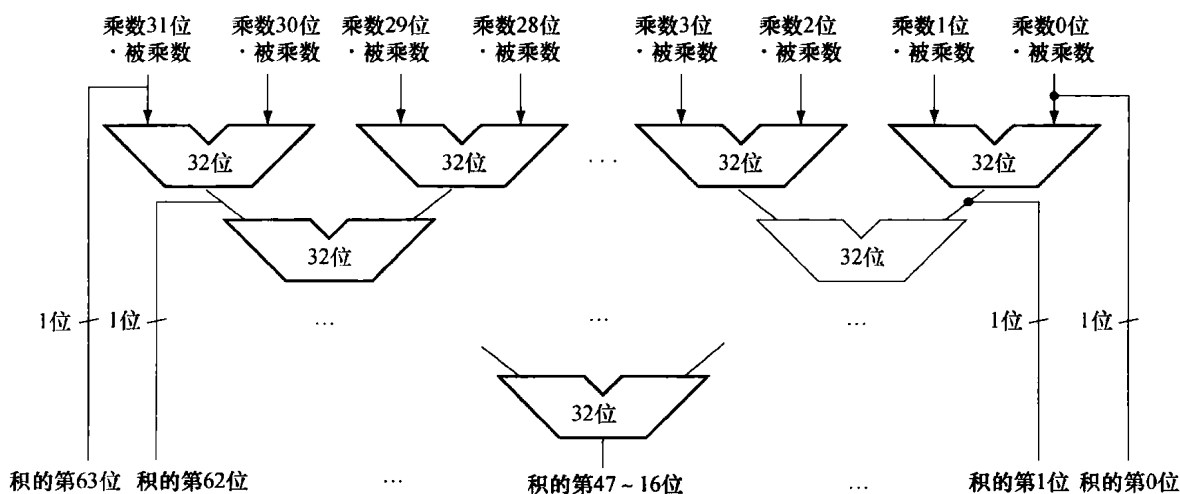 乘数31位 乘数30位 乘数29位 乘数28位 乘数3位 乘数2位 乘数1位 乘数0位
·被乘数 ·被乘数 ·被乘数 ·被乘数 ·被乘数 ·被乘数 ·被乘数 ·被乘数
32位 32位 ... 32位 32位
32位 32位
1位 1位 ... ... ... 1位 1位
32位
积的第63位 积的第62位 ... 积的第47~16位 ... 积的第1位 积的第0位